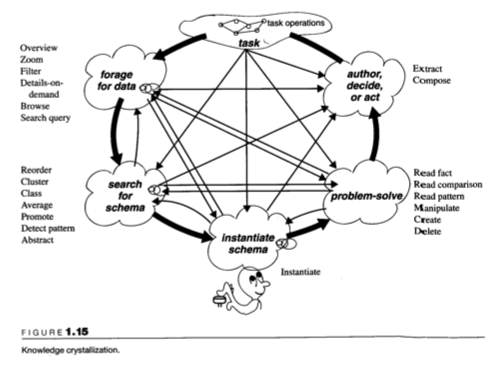 task operations
task
Overview
Zoom
Filter
Details-on-
demand
Browse
Search query
forage
for data
author,
decide,
or act
Extract
Compose
Reorder
Cluster
Class
Average
Promote
Detect pattern
Abstract
search
for
schema
problem-solve
Read fact
Read comparison
Read pattern
Manipulate
Create
Delete
instantiate
schema
Instantiate
FIGURE 1.15
Knowledge crystallization.